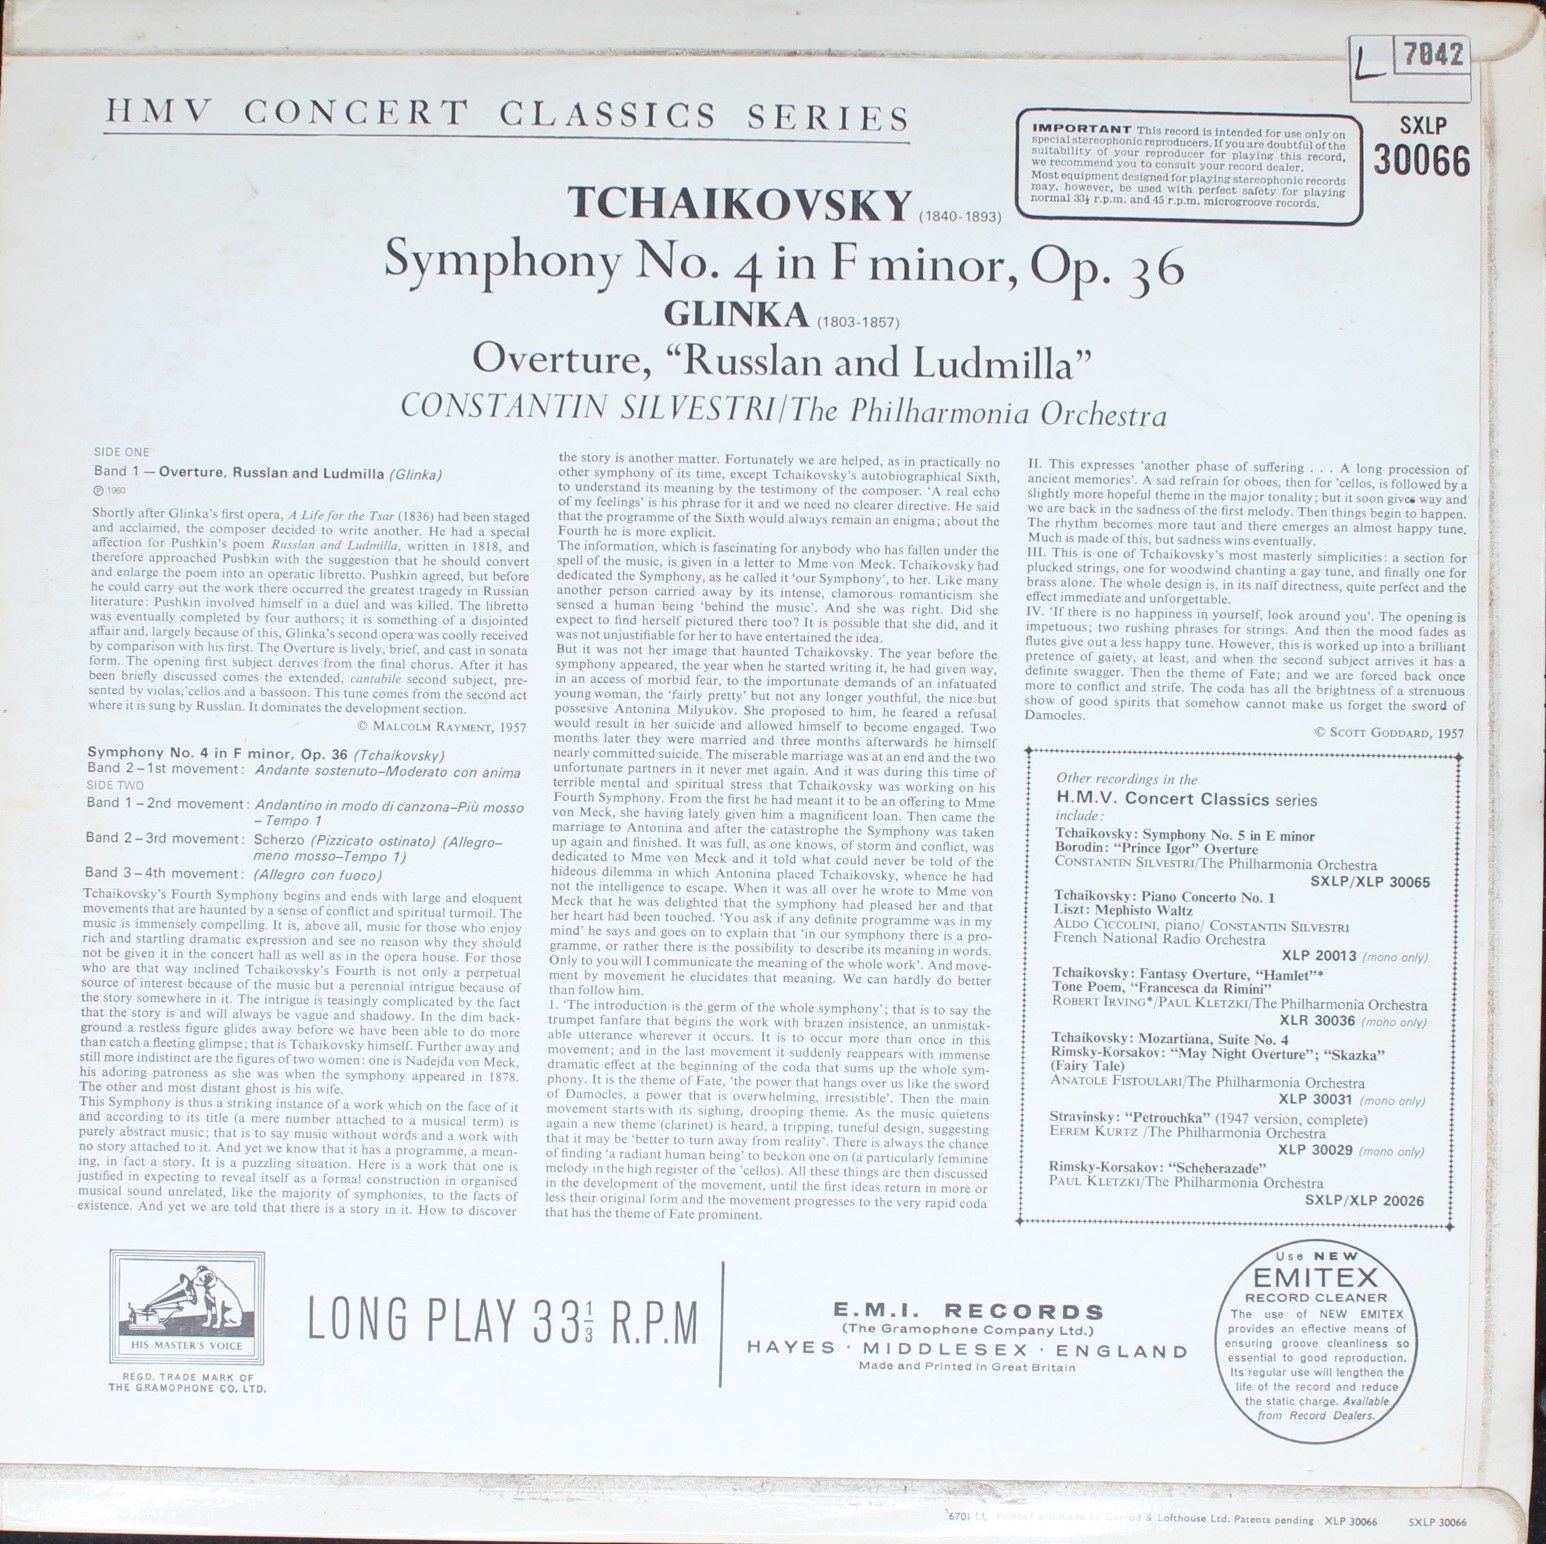 L 7042
HMV CONCERT CLASSICS SERIES
IMPORTANT This record is intended for use only on
special stereophonic reproducers. If you are doubtful of the
suitability of your reproducer for playing this record,
we recommend you to consult your record dealer.
Most equipment designed for playing stereophonic records
may, however, be used with perfect safety for playing
normal 33⅓ r.p.m. and 45 r.p.m. microgroove records.
SXLP
30066
TCHAIKOVSKY (1840-1893)
Symphony No. 4 in F minor, Op. 36
GLINKA (1803-1857)
Overture, “Russlan and Ludmilla”
CONSTANTIN SILVESTRI/The Philharmonia Orchestra
SIDE ONE
Band 1 — Overture, Russlan and Ludmilla (Glinka)
℗ 1960
Shortly after Glinka's first opera, A Life for the Tsar (1836) had been staged
and acclaimed, the composer decided to write another. He had a special
affection for Pushkin's poem Russlan and Ludmilla, written in 1818, and
therefore approached Pushkin with the suggestion that he should convert
and enlarge the poem into an operatic libretto. Pushkin agreed, but before
he could carry out the work there occurred the greatest tragedy in Russian
literature: Pushkin involved himself in a duel and was killed. The libretto
was eventually completed by four authors; it is something of a disjointed
affair and, largely because of this, Glinka's second opera was coolly received
by comparison with his first. The Overture is lively, brief, and cast in sonata
form. The opening first subject derives from the final chorus. After it has
been briefly discussed comes the extended, cantabile second subject, pre-
sented by violas,'cellos and a bassoon. This tune comes from the second act
where it is sung by Russlan. It dominates the development section.
© MALCOLM RAYMENT, 1957
Symphony No. 4 in F minor, Op. 36 (Tchaikovsky)
Band 2 – 1st movement: Andante sostenuto–Moderato con anima
SIDE TWO
Band 1 – 2nd movement: Andantino in modo di canzona–Più mosso
– Tempo 1
Band 2 – 3rd movement: Scherzo (Pizzicato ostinato) (Allegro–
meno mosso–Tempo 1)
Band 3 – 4th movement: (Allegro con fuoco)
Tchaikovsky's Fourth Symphony begins and ends with large and eloquent
movements that are haunted by a sense of conflict and spiritual turmoil. The
music is immensely compelling. It is, above all, music for those who enjoy
rich and startling dramatic expression and see no reason why they should
not be given it in the concert hall as well as in the opera house. For those
who are that way inclined Tchaikovsky's Fourth is not only a perpetual
source of interest because of the music but a perennial intrigue because of
the story somewhere in it. The intrigue is teasingly complicated by the fact
that the story is and will always be vague and shadowy. In the dim back-
ground a restless figure glides away before we have been able to do more
than catch a fleeting glimpse; that is Tchaikovsky himself. Further away and
still more indistinct are the figures of two women: one is Nadejda von Meck,
his adoring patroness as she was when the symphony appeared in 1878.
The other and most distant ghost is his wife.
This Symphony is thus a striking instance of a work which on the face of it
and according to its title (a mere number attached to a musical term) is
purely abstract music; that is to say music without words and a work with
no story attached to it. And yet we know that it has a programme, a mean-
ing, in fact a story. It is a puzzling situation. Here is a work that one is
justified in expecting to reveal itself as a formal construction in organised
musical sound unrelated, like the majority of symphonies, to the facts of
existence. And yet we are told that there is a story in it. How to discover
the story is another matter. Fortunately we are helped, as in practically no
other symphony of its time, except Tchaikovsky's autobiographical Sixth,
to understand its meaning by the testimony of the composer. ‘A real echo
of my feelings’ is his phrase for it and we need no clearer directive. He said
that the programme of the Sixth would always remain an enigma; about the
Fourth he is more explicit.
The information, which is fascinating for anybody who has fallen under the
spell of the music, is given in a letter to Mme von Meck. Tchaikovsky had
dedicated the Symphony, as he called it ‘our Symphony’, to her. Like many
another person carried away by its intense, clamorous romanticism she
sensed a human being ‘behind the music’. And she was right. Did she
expect to find herself pictured there too? It is possible that she did, and it
was not unjustifiable for her to have entertained the idea.
But it was not her image that haunted Tchaikovsky. The year before the
symphony appeared, the year when he started writing it, he had given way,
in an access of morbid fear, to the importunate demands of an infatuated
young woman, the ‘fairly pretty’ but not any longer youthful, the nice but
possesive Antonina Milyukov. She proposed to him, he feared a refusal
would result in her suicide and allowed himself to become engaged. Two
months later they were married and three months afterwards he himself
nearly committed suicide. The miserable marriage was at an end and the two
unfortunate partners in it never met again. And it was during this time of
terrible mental and spiritual stress that Tchaikovsky was working on his
Fourth Symphony. From the first he had meant it to be an offering to Mme
von Meck, she having lately given him a magnificent loan. Then came the
marriage to Antonina and after the catastrophe the Symphony was taken
up again and finished. It was full, as one knows, of storm and conflict, was
dedicated to Mme von Meck and it told what could never be told of the
hideous dilemma in which Antonina placed Tchaikovsky, whence he had
not the intelligence to escape. When it was all over he wrote to Mme von
Meck that he was delighted that the symphony had pleased her and that
her heart had been touched. ‘You ask if any definite programme was in my
mind’ he says and goes on to explain that ‘in our symphony there is a pro-
gramme, or rather there is the possibility to describe its meaning in words.
Only to you will I communicate the meaning of the whole work’. And move-
ment by movement he elucidates that meaning. We can hardly do better
than follow him.
1. ‘The introduction is the germ of the whole symphony’; that is to say the
trumpet fanfare that begins the work with brazen insistence, an unmistak-
able utterance wherever it occurs. It is to occur more than once in this
movement; and in the last movement it suddenly reappears with immense
dramatic effect at the beginning of the coda that sums up the whole sym-
phony. It is the theme of Fate, ‘the power that hangs over us like the sword
of Damocles, a power that is overwhelming, irresistible’. Then the main
movement starts with its sighing, drooping theme. As the music quietens
again a new theme (clarinet) is heard, a tripping, tuneful design, suggesting
that it may be ‘better to turn away from reality’. There is always the chance
of finding ‘a radiant human being’ to beckon one on (a particularly feminine
melody in the high register of the 'cellos). All these things are then discussed
in the development of the movement, until the first ideas return in more or
less their original form and the movement progresses to the very rapid coda
that has the theme of Fate prominent.
II. This expresses ‘another phase of suffering . . . A long procession of
ancient memories’. A sad refrain for oboes, then for 'cellos, is followed by a
slightly more hopeful theme in the major tonality; but it soon gives way and
we are back in the sadness of the first melody. Then things begin to happen.
The rhythm becomes more taut and there emerges an almost happy tune.
Much is made of this, but sadness wins eventually.
III. This is one of Tchaikovsky's most masterly simplicities: a section for
plucked strings, one for woodwind chanting a gay tune, and finally one for
brass alone. The whole design is, in its naïf directness, quite perfect and the
effect immediate and unforgettable.
IV. ‘If there is no happiness in yourself, look around you’. The opening is
impetuous; two rushing phrases for strings. And then the mood fades as
flutes give out a less happy tune. However, this is worked up into a brilliant
pretence of gaiety, at least, and when the second subject arrives it has a
definite swagger. Then the theme of Fate; and we are forced back once
more to conflict and strife. The coda has all the brightness of a strenuous
show of good spirits that somehow cannot make us forget the sword of
Damocles.
© SCOTT GODDARD, 1957
Other recordings in the
H.M.V. Concert Classics series
include:
Tchaikovsky: Symphony No. 5 in E minor
Borodin: “Prince Igor” Overture
CONSTANTIN SILVESTRI/The Philharmonia Orchestra
SXLP/XLP 30065
Tchaikovsky: Piano Concerto No. 1
Liszt: Mephisto Waltz
ALDO CICCOLINI, piano/ CONSTANTIN SILVESTRI
French National Radio Orchestra
XLP 20013 (mono only)
Tchaikovsky: Fantasy Overture, “Hamlet”*
Tone Poem, “Francesca da Rimini”
ROBERT IRVING*/PAUL KLETZKI/The Philharmonia Orchestra
XLR 30036 (mono only)
Tchaikovsky: Mozartiana, Suite No. 4
Rimsky-Korsakov: “May Night Overture”; “Skazka”
(Fairy Tale)
ANATOLE FISTOULARI/The Philharmonia Orchestra
XLP 30031 (mono only)
Stravinsky: “Petrouchka” (1947 version, complete)
EFREM KURTZ /The Philharmonia Orchestra
XLP 30029 (mono only)
Rimsky-Korsakov: “Scheherazade”
PAUL KLETZKI/The Philharmonia Orchestra
SXLP/XLP 20026
HIS MASTER'S VOICE
REGD. TRADE MARK OF
THE GRAMOPHONE CO. LTD.
LONG PLAY 33⅓ R.P.M
E.M.I. RECORDS
(The Gramophone Company Ltd.)
HAYES · MIDDLESEX · ENGLAND
Made and Printed in Great Britain
Use NEW
EMITEX
RECORD CLEANER
The use of NEW EMITEX
provides an effective means of
ensuring groove cleanliness so
essential to good reproduction.
Its regular use will lengthen the
life of the record and reduce
the static charge. Available
from Record Dealers.
6701 LL Printed and made by Garrod & Lofthouse Ltd. Patents pending XLP 30066 SXLP 30066